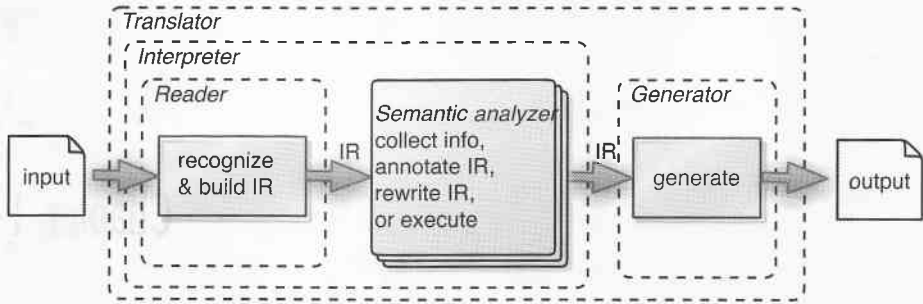 Translator
Interpreter
Reader
Generator
input
recognize
& build IR
IR
Semantic analyzer
collect info,
annotate IR,
rewrite IR,
or execute
IR
generate
output